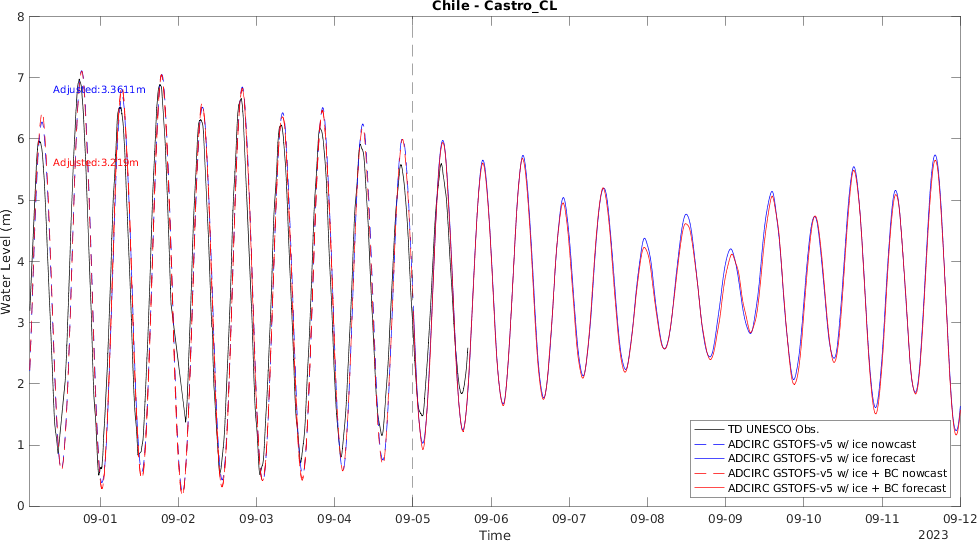 Chile - Castro_CL
Water Level (m)
8
7
6
5
4
3
2
1
0
Adjusted:3.3611m
Adjusted:3.219m
TD UNESCO Obs.
ADCIRC GSTOFS-v5 w/ ice nowcast
ADCIRC GSTOFS-v5 w/ ice forecast
ADCIRC GSTOFS-v5 w/ ice + BC nowcast
ADCIRC GSTOFS-v5 w/ ice + BC forecast
09-01 09-02 09-03 09-04 09-05 09-06 09-07 09-08 09-09 09-10 09-11 09-12
Time
2023